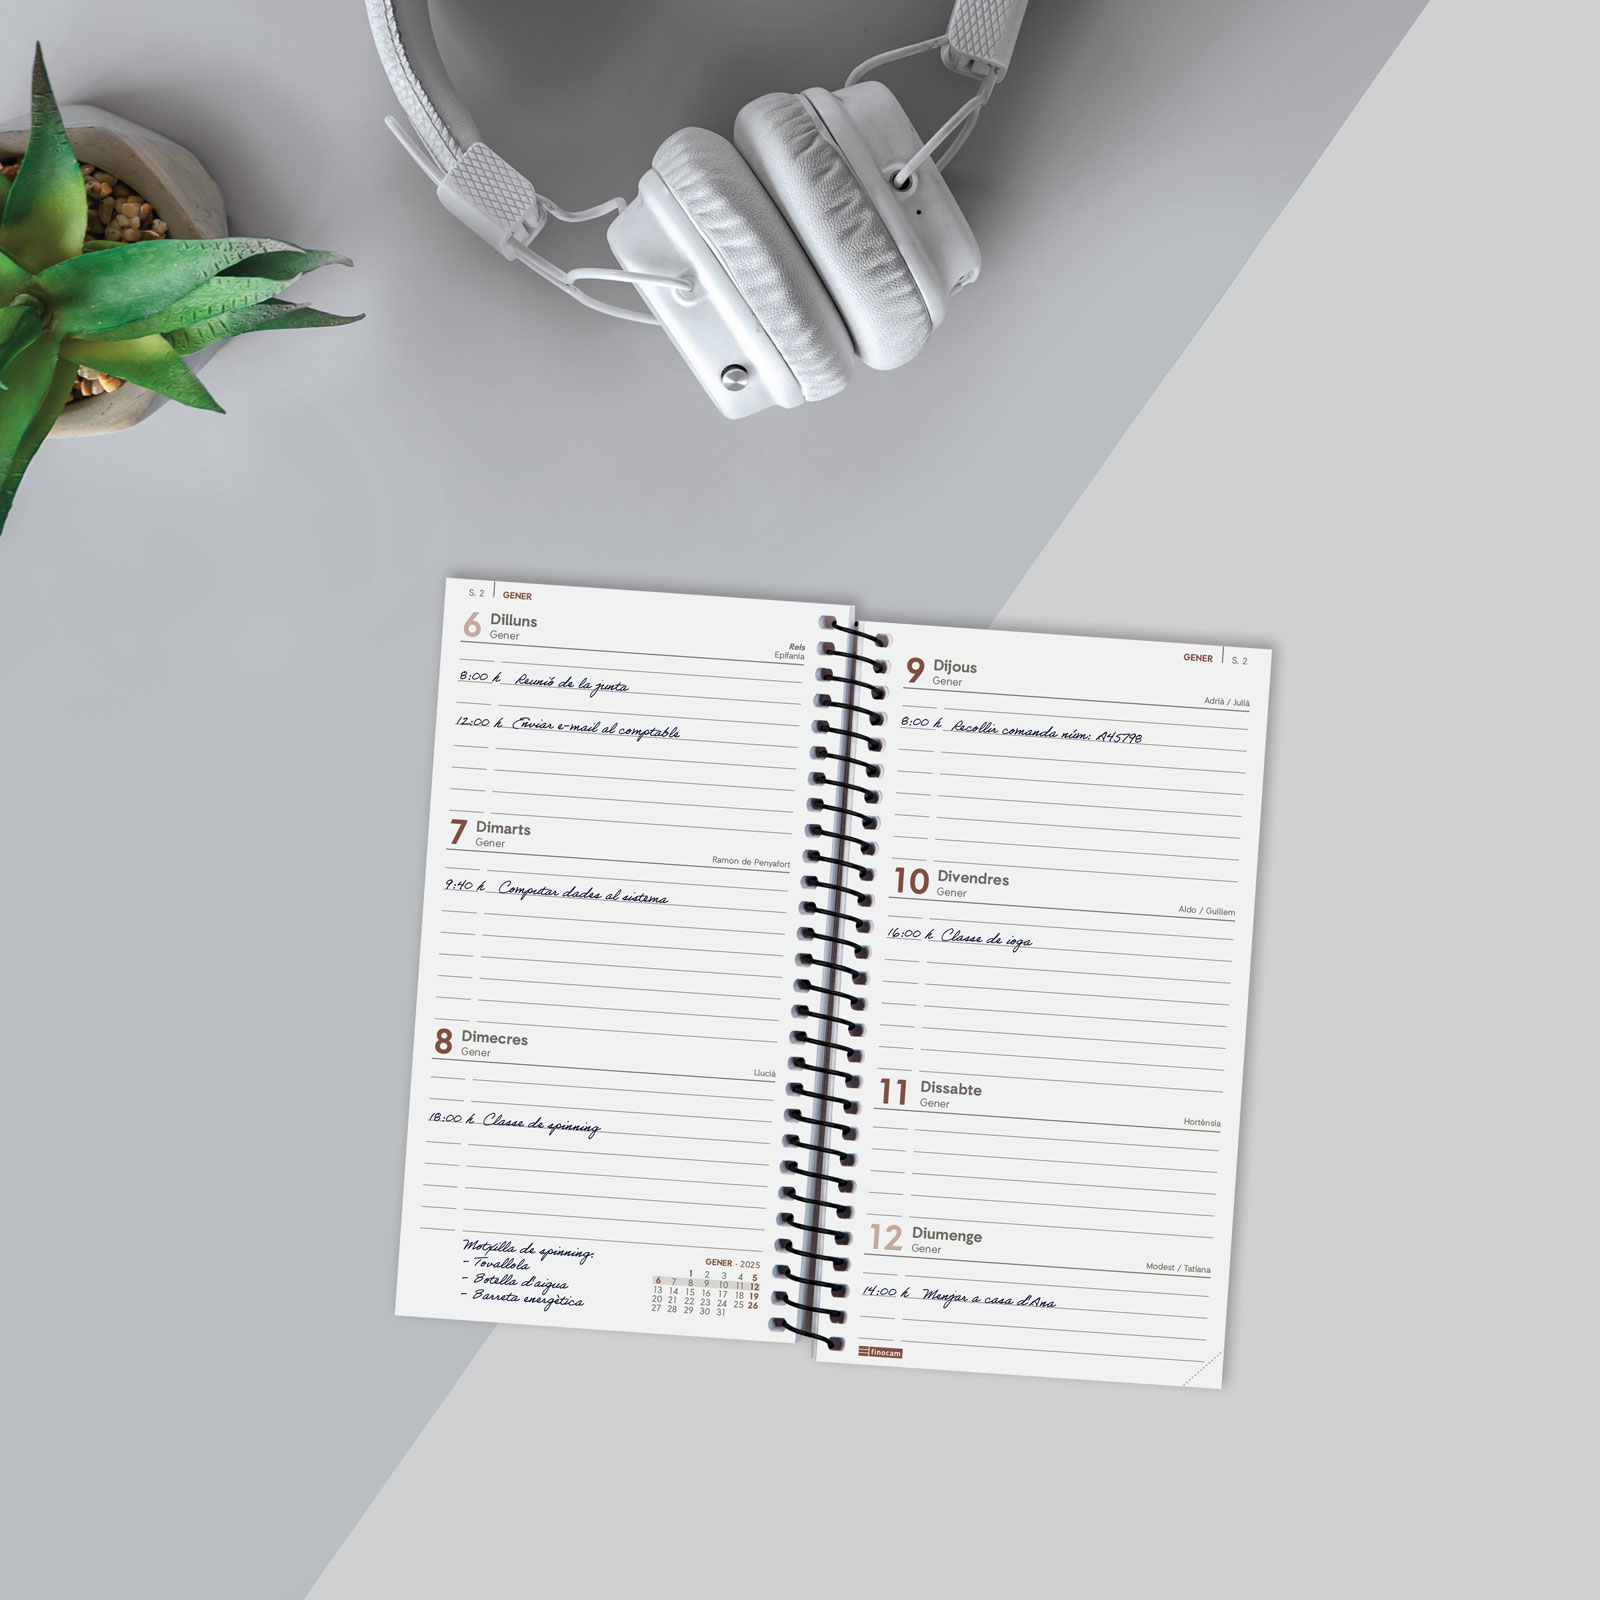 S. 2 GENER
6 Dilluns
Gener
Reis
Epifania
8:00 h Reunió de la junta
12:00 h Enviar e-mail al comptable
7 Dimarts
Gener
Ramon de Penyafort
9:40 h Computar dades al sistema
8 Dimecres
Gener
Llucià
18:00 h Classe de spinning
Motxilla de spinning:
- Tovallola
- Botella d'aigua
- Barreta energètica
GENER - 2025
1 2 3 4 5
6 7 8 9 10 11 12
13 14 15 16 17 18 19
20 21 22 23 24 25 26
27 28 29 30 31
GENER S. 2
9 Dijous
Gener
Adrià / Julià
8:00 h Recollir comanda núm: A45798
10 Divendres
Gener
Aldo / Guillem
16:00 h Classe de ioga
11 Dissabte
Gener
Hortènsia
12 Diumenge
Gener
Modest / Tatiana
14:00 h Menjar a casa d'Ana
finocam